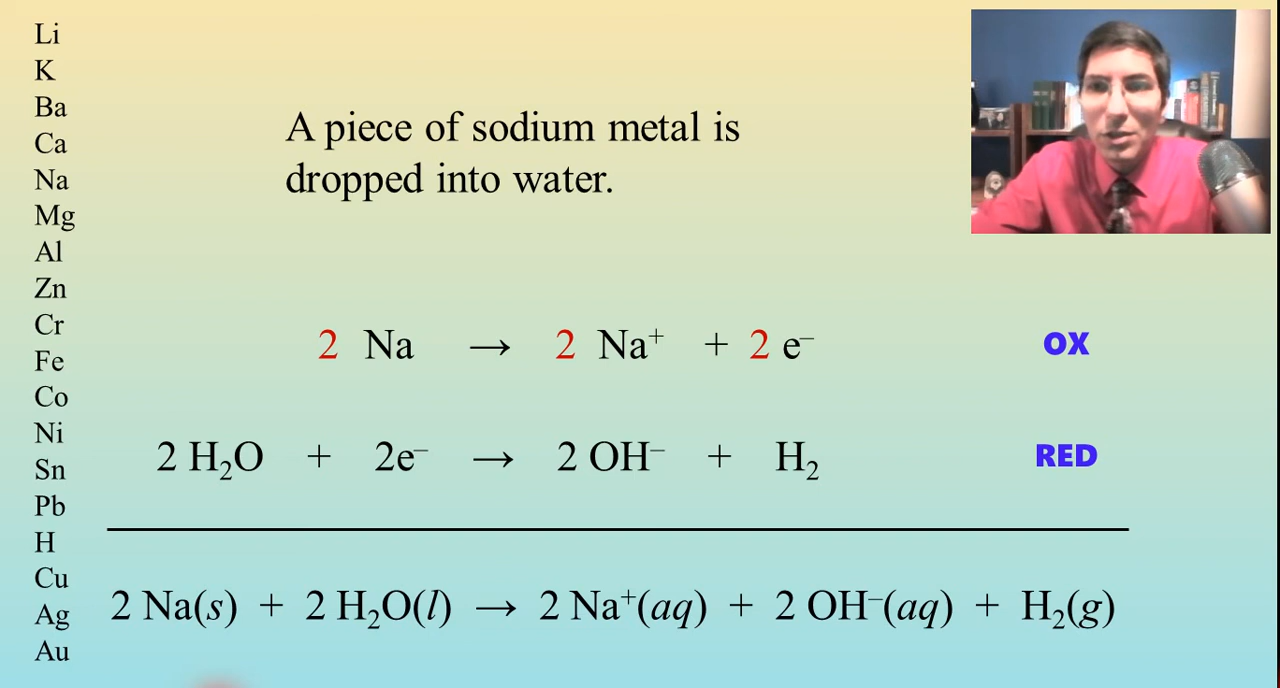 Li
K
Ba
Ca
Na
Mg
Al
Zn
Cr
Fe
Co
Ni
Sn
Pb
H
Cu
Ag
Au
A piece of sodium metal is
dropped into water.
2 Na → 2 Na⁺ + 2 e⁻ OX
2 H₂O + 2e⁻ → 2 OH⁻ + H₂ RED
2 Na(s) + 2 H₂O(l) → 2 Na⁺(aq) + 2 OH⁻(aq) + H₂(g)